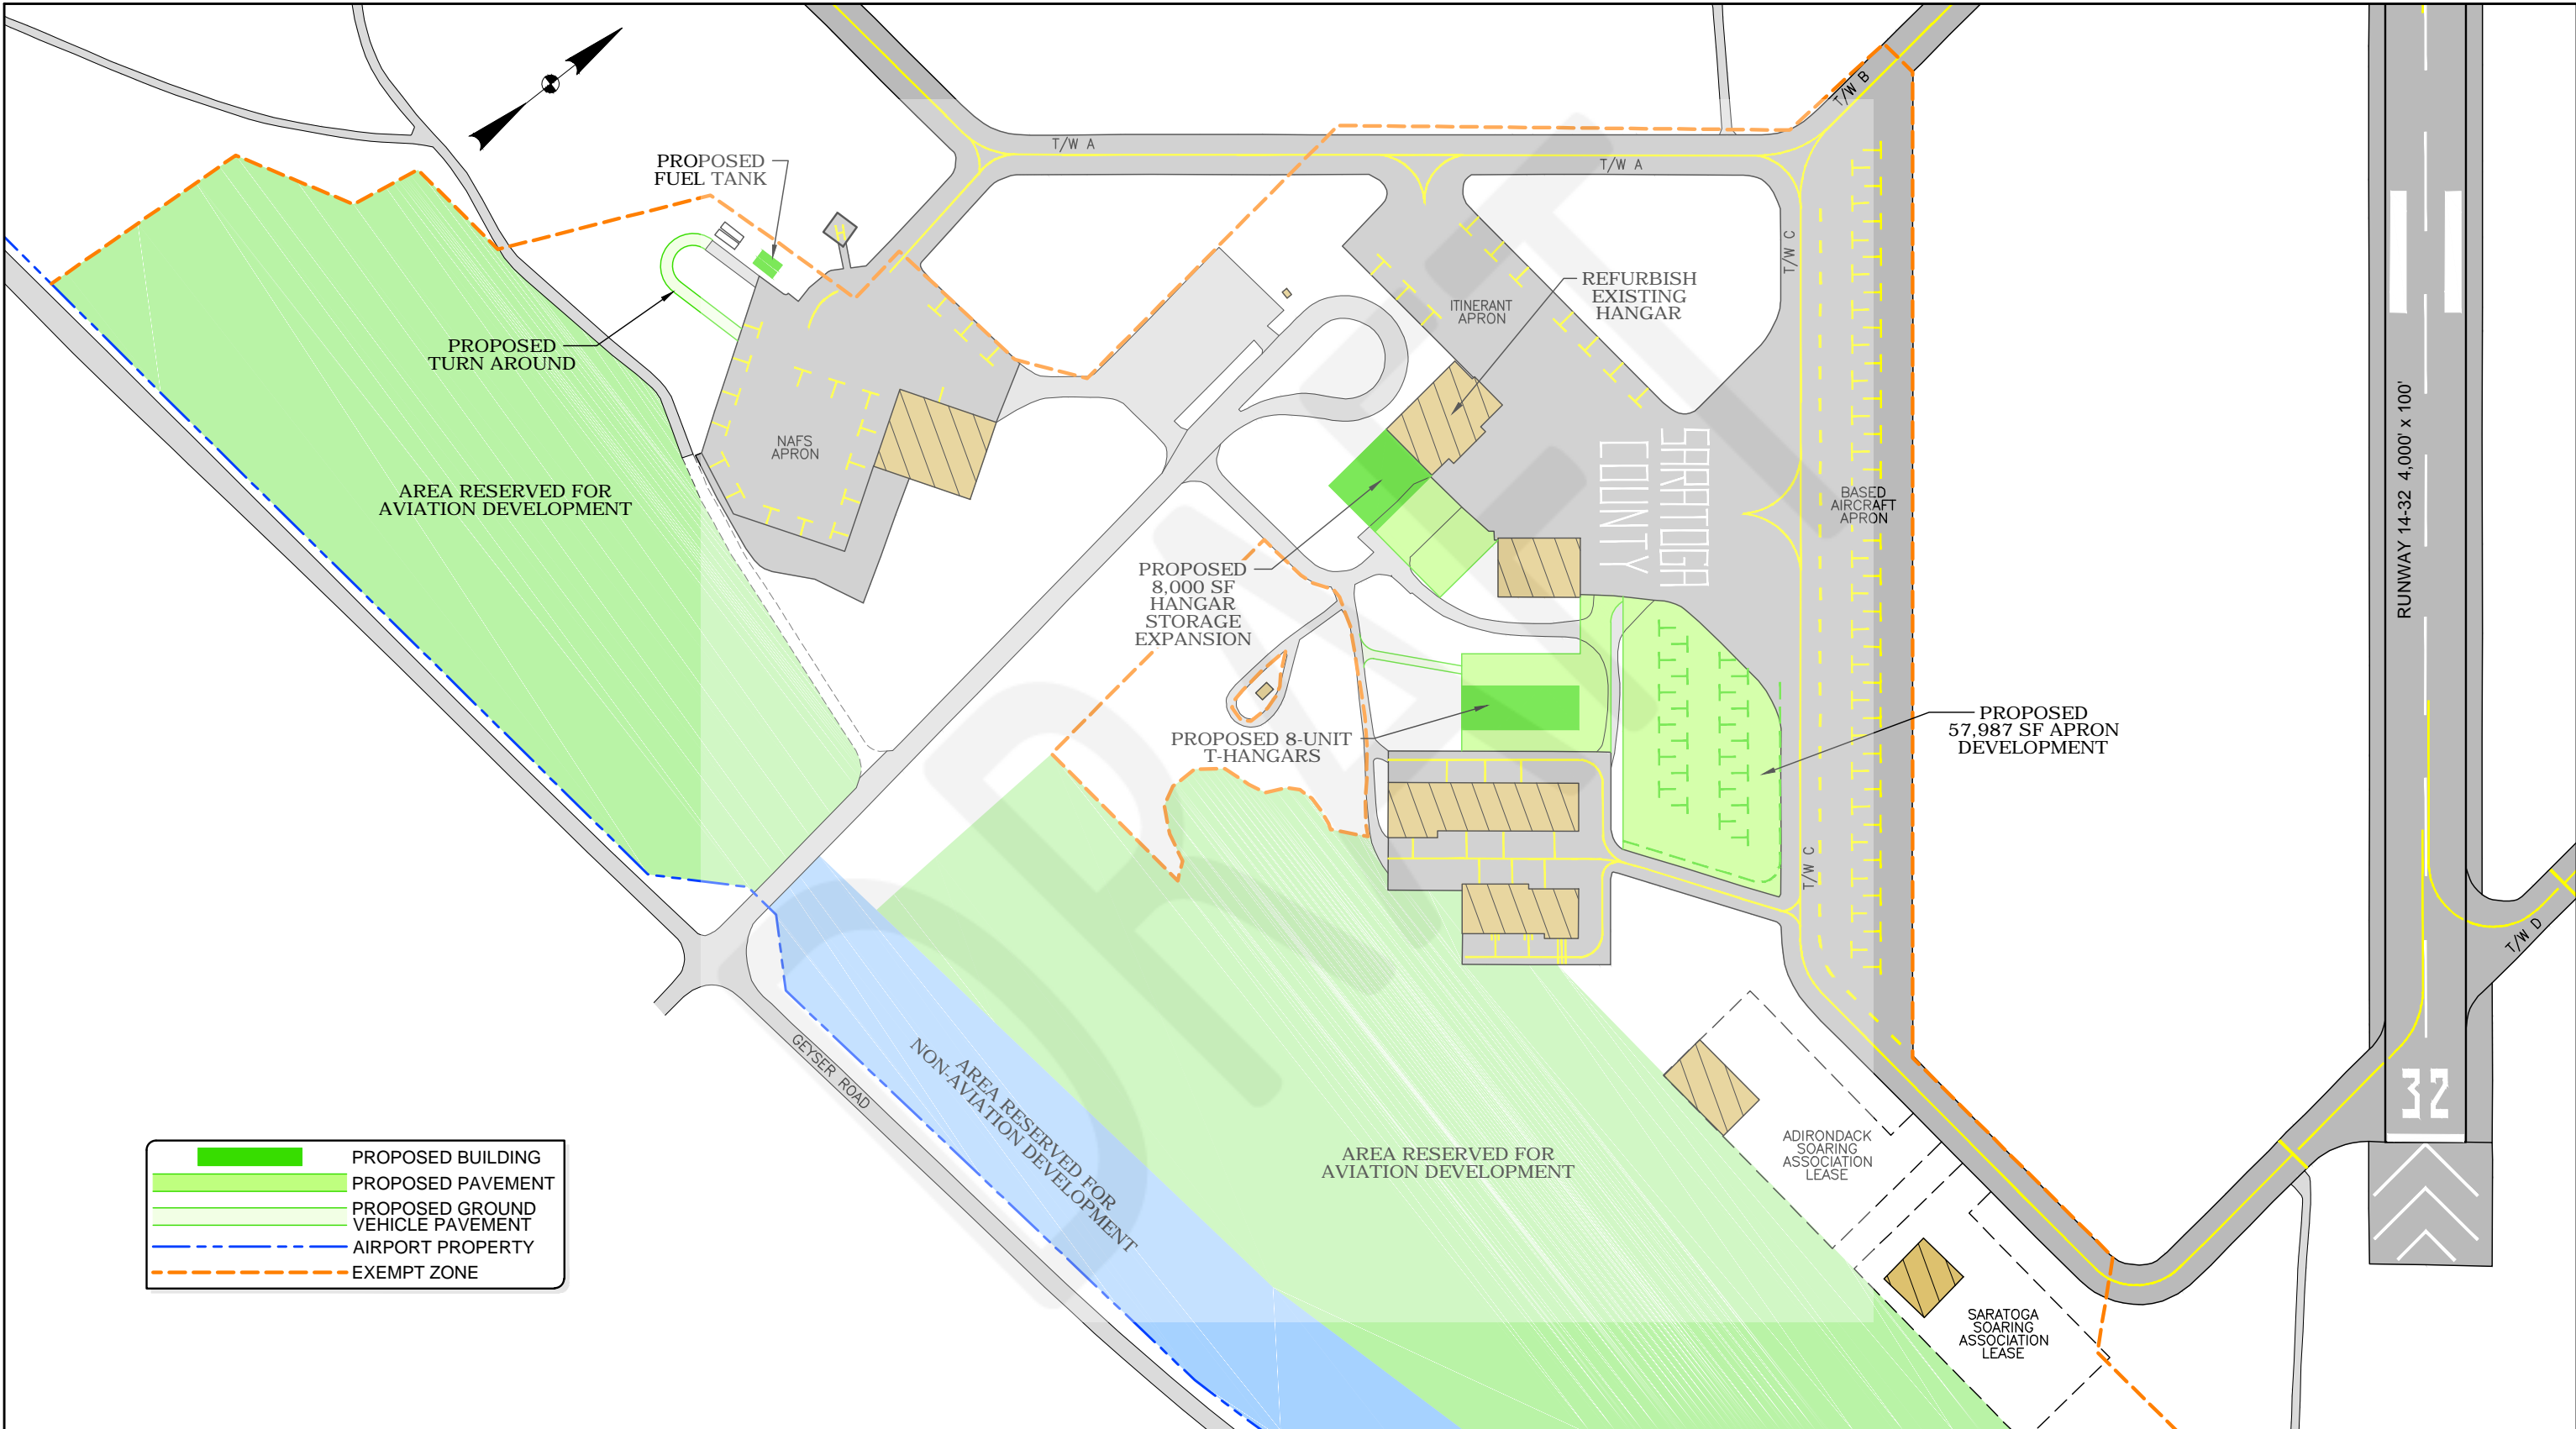 T/W B
T/W A
T/W A
PROPOSED
FUEL TANK
H
T/W C
REFURBISH
EXISTING
HANGAR
ITINERANT
APRON
PROPOSED
TURN AROUND
NAFS
APRON
AREA RESERVED FOR
AVIATION DEVELOPMENT
SARATOGA
COUNTY
BASED
AIRCRAFT
APRON
RUNWAY 14-32 4,000' x 100'
PROPOSED
8,000 SF
HANGAR
STORAGE
EXPANSION
PROPOSED 8-UNIT
T-HANGARS
PROPOSED
57,987 SF APRON
DEVELOPMENT
T/W C
T/W D
GEYSER ROAD
AREA RESERVED FOR
NON-AVIATION DEVELOPMENT
AREA RESERVED FOR
AVIATION DEVELOPMENT
ADIRONDACK
SOARING
ASSOCIATION
LEASE
32
SARATOGA
SOARING
ASSOCIATION
LEASE
PROPOSED BUILDING
PROPOSED PAVEMENT
PROPOSED GROUND
VEHICLE PAVEMENT
AIRPORT PROPERTY
EXEMPT ZONE
DRAFT